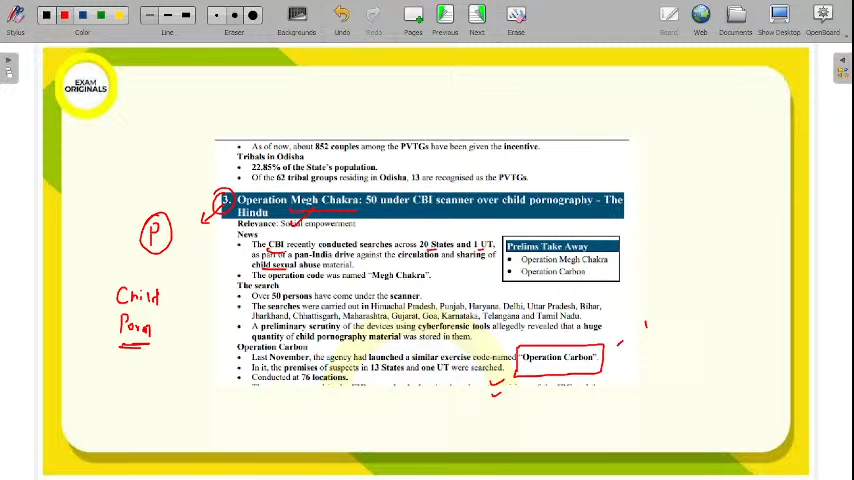 Stylus
Color
Line
Eraser
Undo
Redo
Backgrounds
Pages
Previous
Next
Erase
Board
Web
Documents
Show Desktop
OpenBoard
EXAM
ORIGINALS
• As of now, about 852 couples among the PVTGs have been given the incentive.
Tribals in Odisha
• 22.85% of the State's population.
• Of the 62 tribal groups residing in Odisha, 13 are recognised as the PVTGs.
3. Operation Megh Chakra: 50 under CBI scanner over child pornography - The
Hindu
Relevance: Social empowerment
News
• The CBI recently conducted searches across 20 States and 1 UT,
as part of a pan-India drive against the circulation and sharing of
child sexual abuse material.
• The operation code was named “Megh Chakra”.
Prelims Take Away
• Operation Megh Chakra
• Operation Carbon
The search
• Over 50 persons have come under the scanner.
• The searches were carried out in Himachal Pradesh, Punjab, Haryana, Delhi, Uttar Pradesh, Bihar,
Jharkhand, Chhattisgarh, Maharashtra, Gujarat, Goa, Karnataka, Telangana and Tamil Nadu.
• A preliminary scrutiny of the devices using cyberforensic tools allegedly revealed that a huge
quantity of child pornography material was stored in them.
Operation Carbon
• Last November, the agency had launched a similar exercise code-named “Operation Carbon”.
• In it, the premises of suspects in 13 States and one UT were searched.
• Conducted at 76 locations.
P
Child
Porn